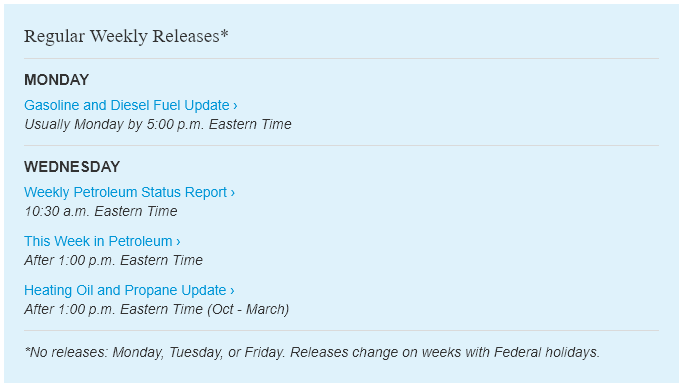 Regular Weekly Releases*
MONDAY
Gasoline and Diesel Fuel Update ›
Usually Monday by 5:00 p.m. Eastern Time
WEDNESDAY
Weekly Petroleum Status Report ›
10:30 a.m. Eastern Time
This Week in Petroleum ›
After 1:00 p.m. Eastern Time
Heating Oil and Propane Update ›
After 1:00 p.m. Eastern Time (Oct - March)
*No releases: Monday, Tuesday, or Friday. Releases change on weeks with Federal holidays.